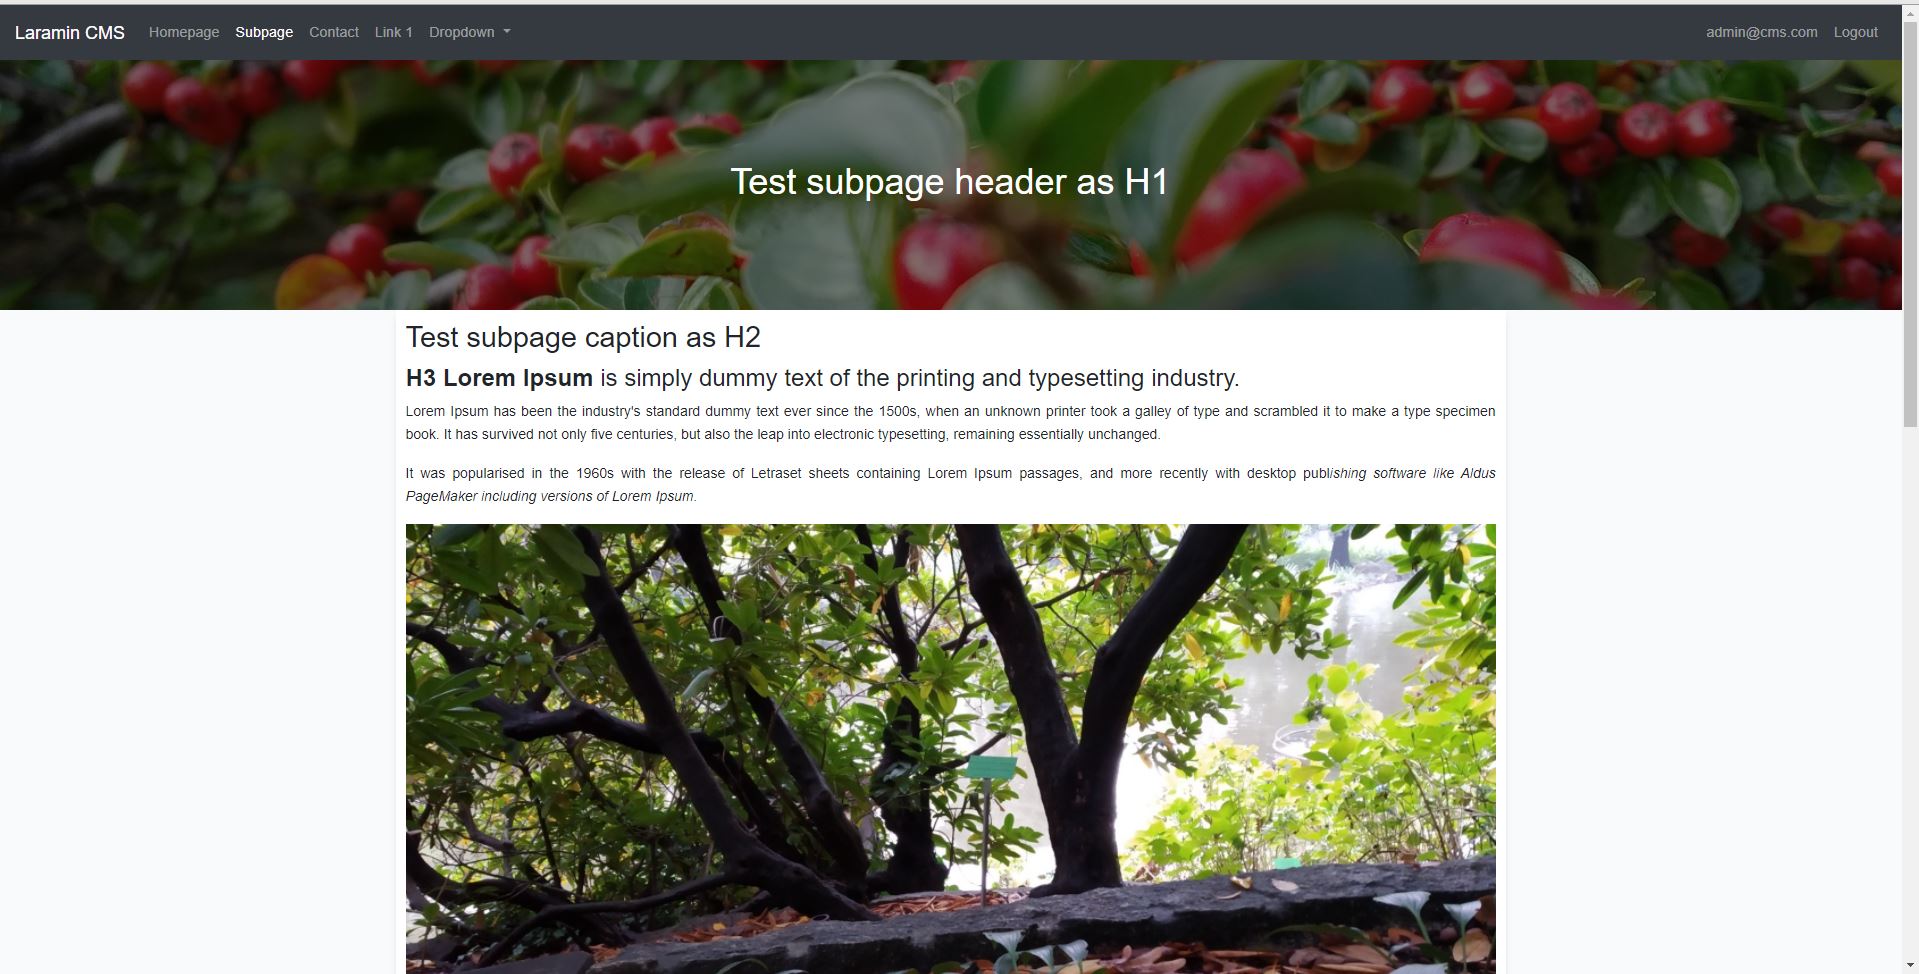 Laramin CMS Homepage Subpage Contact Link 1 Dropdown admin@cms.com Logout
Test subpage header as H1
Test subpage caption as H2
H3 Lorem Ipsum is simply dummy text of the printing and typesetting industry.
Lorem Ipsum has been the industry's standard dummy text ever since the 1500s, when an unknown printer took a galley of type and scrambled it to make a type specimen
book. It has survived not only five centuries, but also the leap into electronic typesetting, remaining essentially unchanged.
It was popularised in the 1960s with the release of Letraset sheets containing Lorem Ipsum passages, and more recently with desktop publishing software like Aldus
PageMaker including versions of Lorem Ipsum.